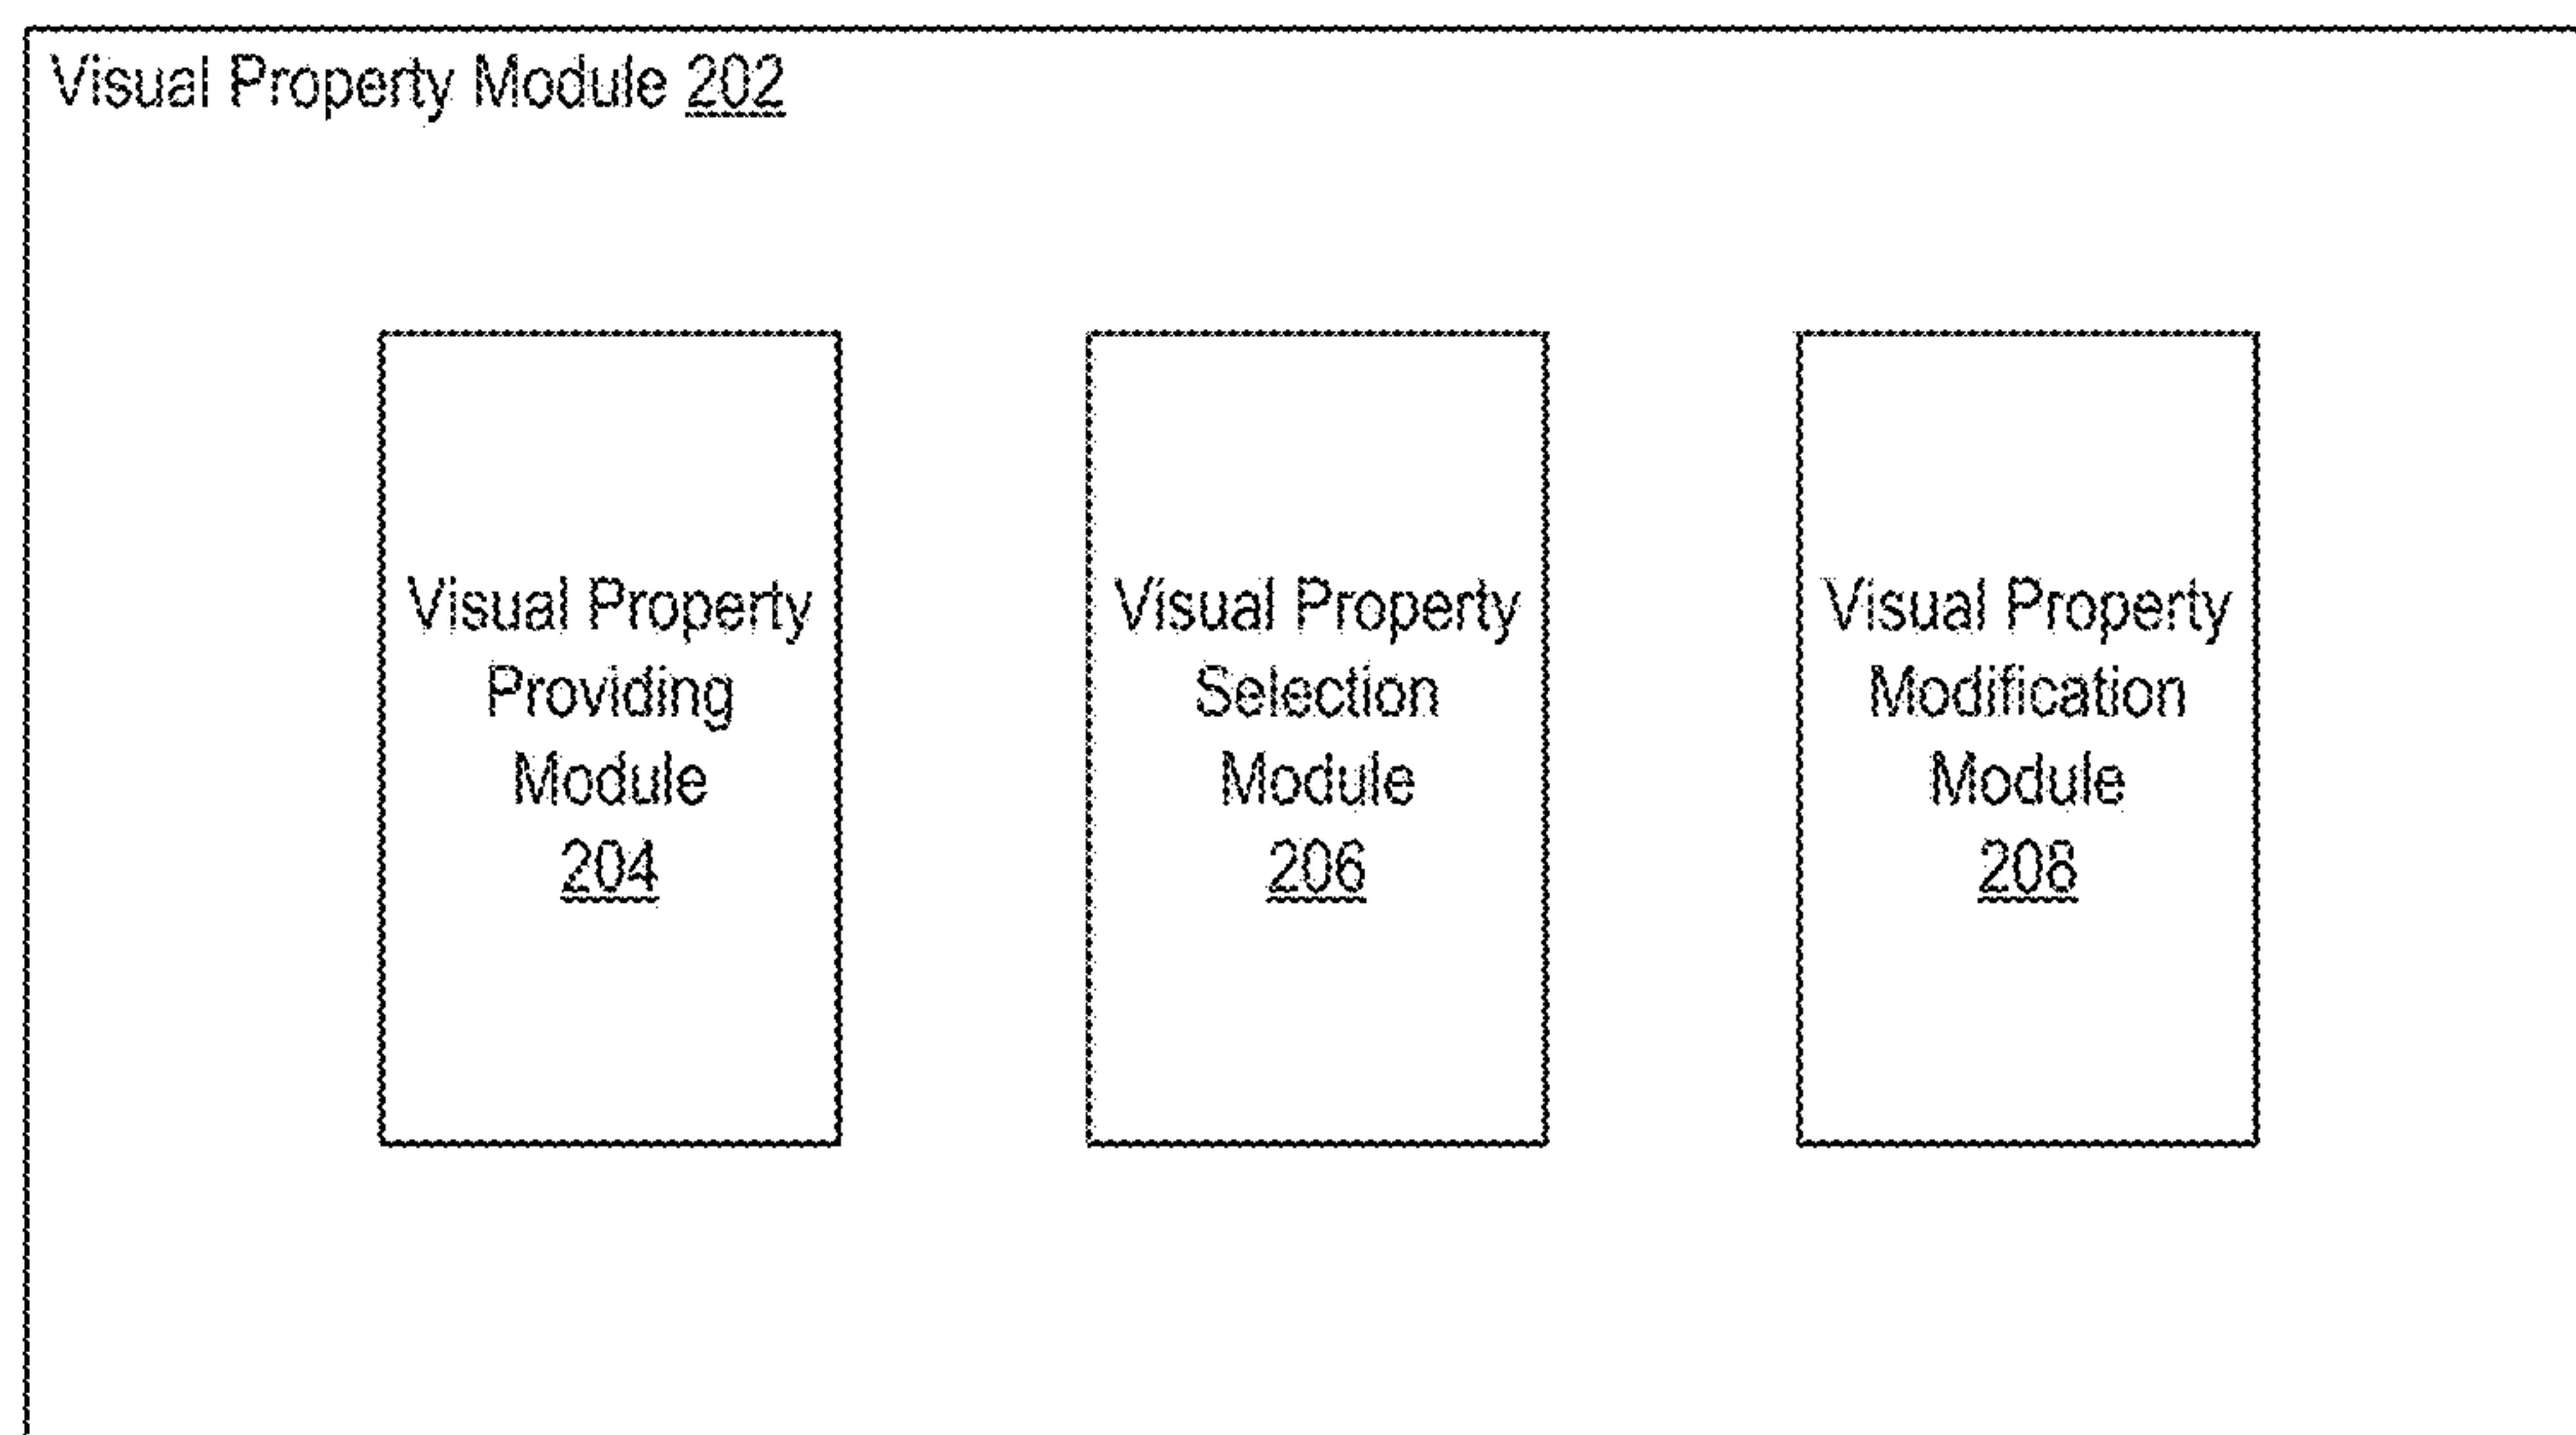 Visual Property Module 202
Visual Property
Providing
Module
204
Visual Property
Selection
Module
206
Visual Property
Modification
Module
208